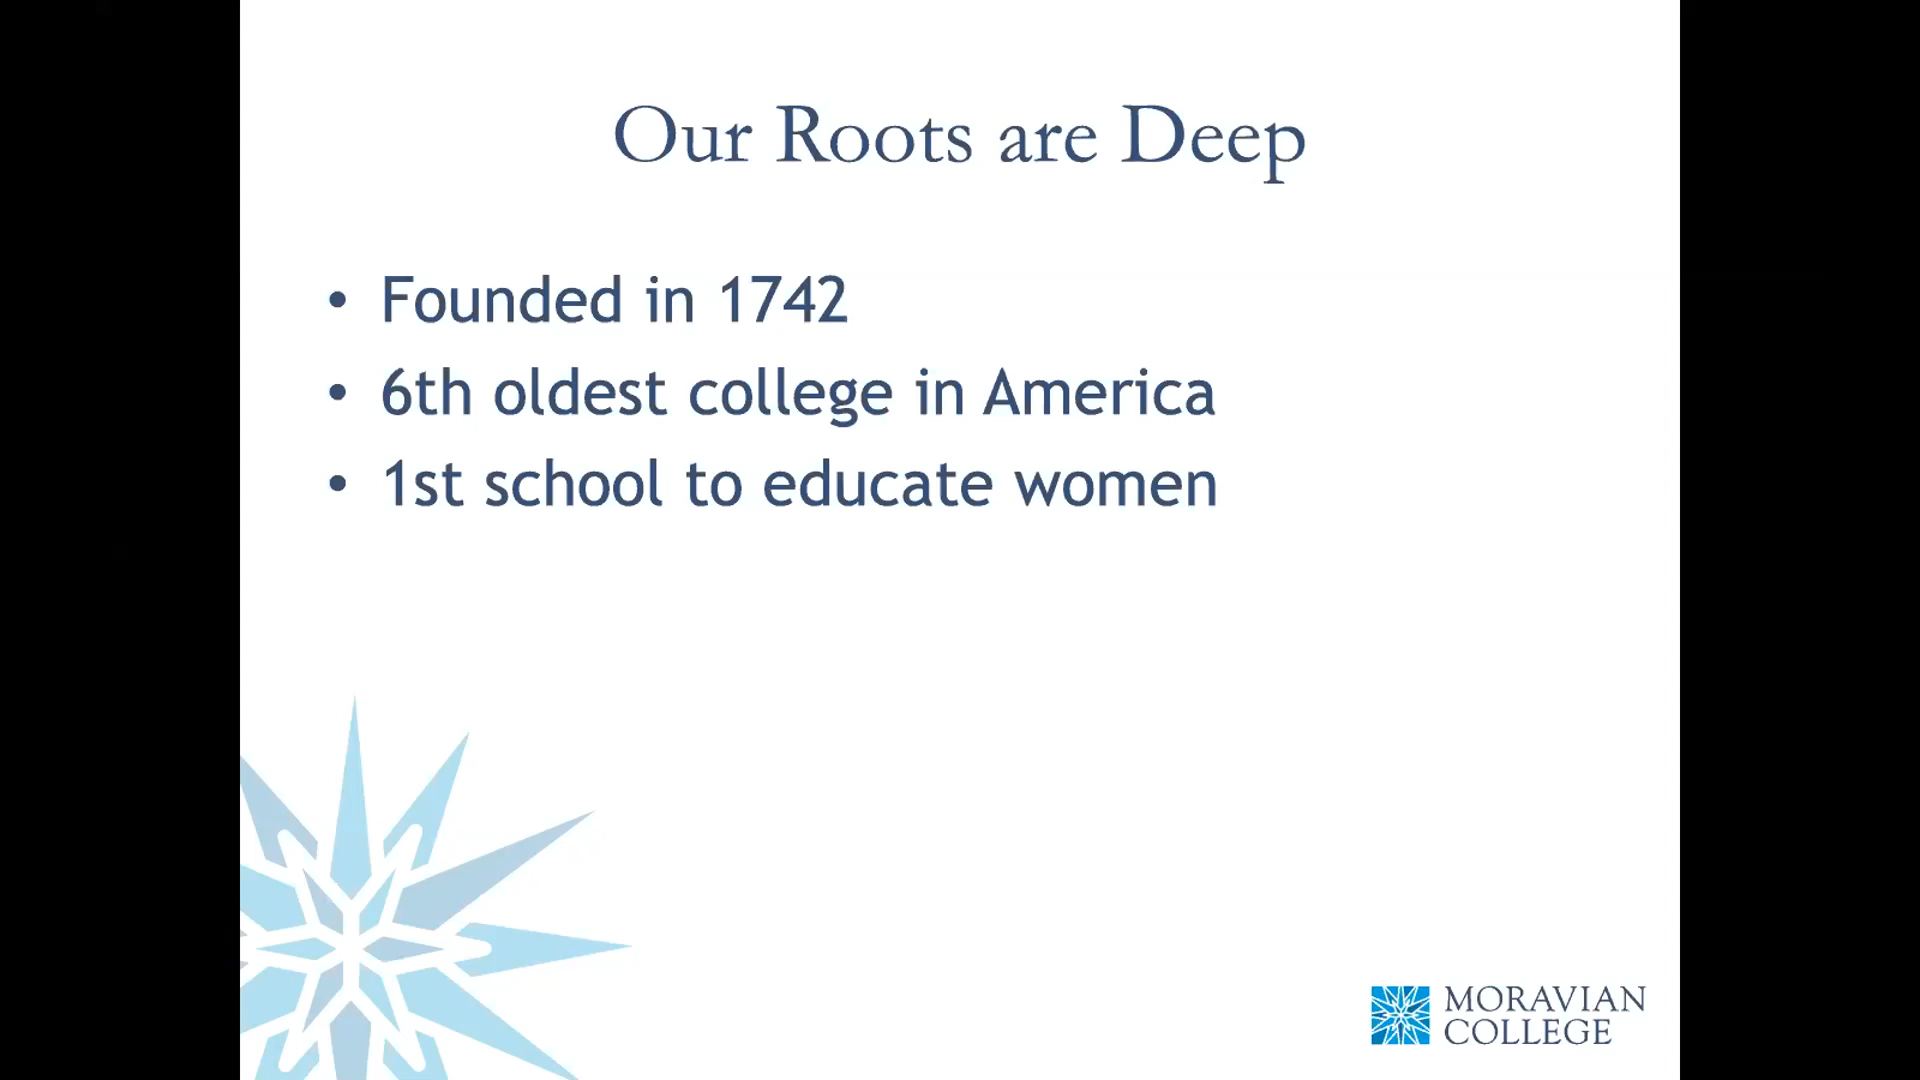 Our Roots are Deep
• Founded in 1742
• 6th oldest college in America
• 1st school to educate women
MORAVIAN
COLLEGE